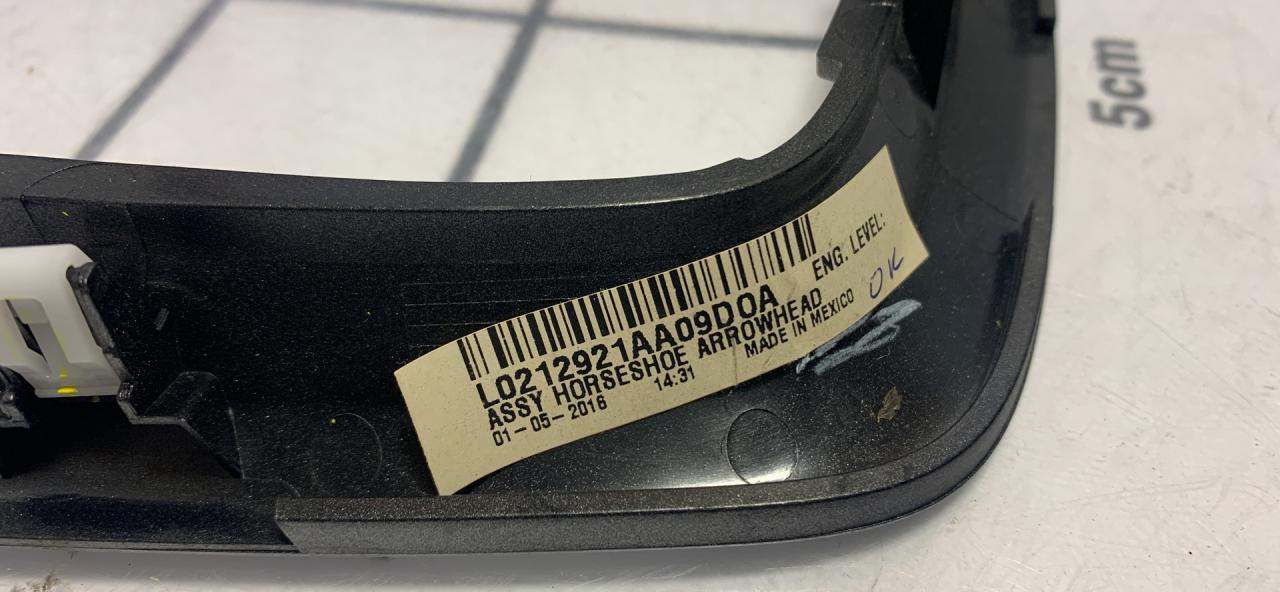 5cm
ENG. LEVEL:
OK
L0212921AA09D0A
ASSY HORSESHOE ARROWHEAD
01-05-2016 14:31 MADE IN MEXICO